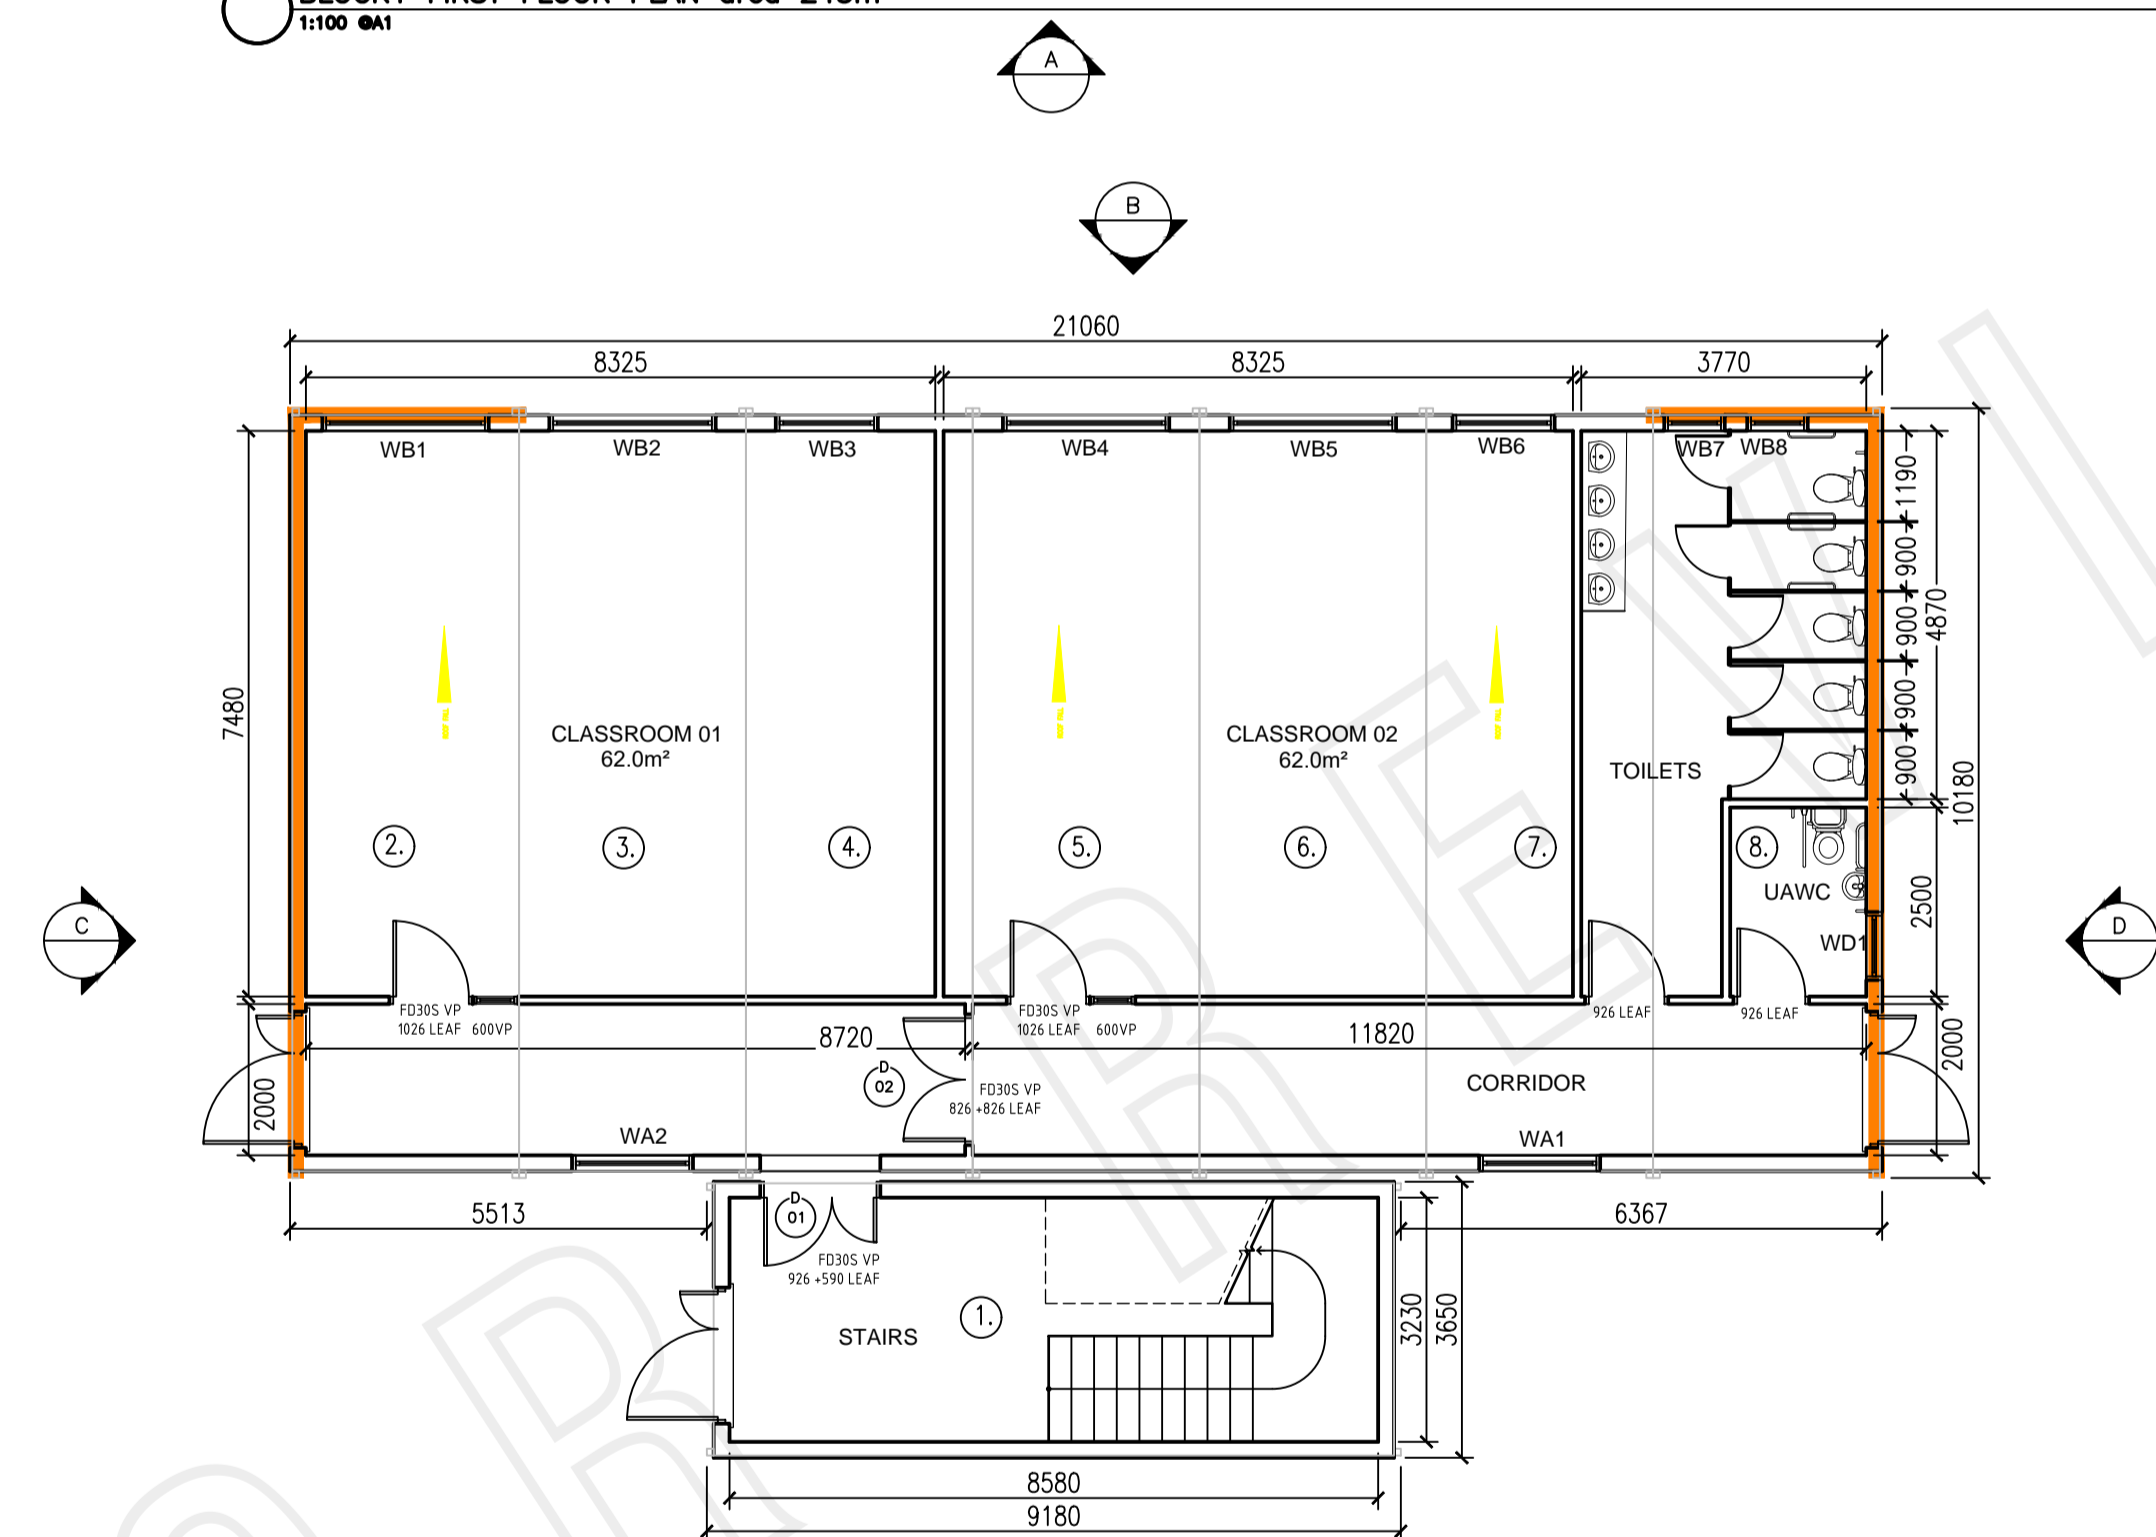 1:100 @A1
A
B
21060
8325
8325
3770
WB1
WB2
WB3
WB4
WB5
WB6
WB7
WB8
1190
900
900
900
900
4870
10180
7480
CLASSROOM 01
62.0m²
CLASSROOM 02
62.0m²
TOILETS
2.
3.
4.
5.
6.
7.
8.
UAWC
2500
C
D
WD1
FD30S VP
1026 LEAF 600VP
FD30S VP
1026 LEAF 600VP
926 LEAF
926 LEAF
8720
11820
2000
2000
D
02
FD30S VP
826 +826 LEAF
CORRIDOR
WA2
WA1
5513
6367
D
01
FD30S VP
926 +590 LEAF
STAIRS
1.
3230
3650
8580
9180